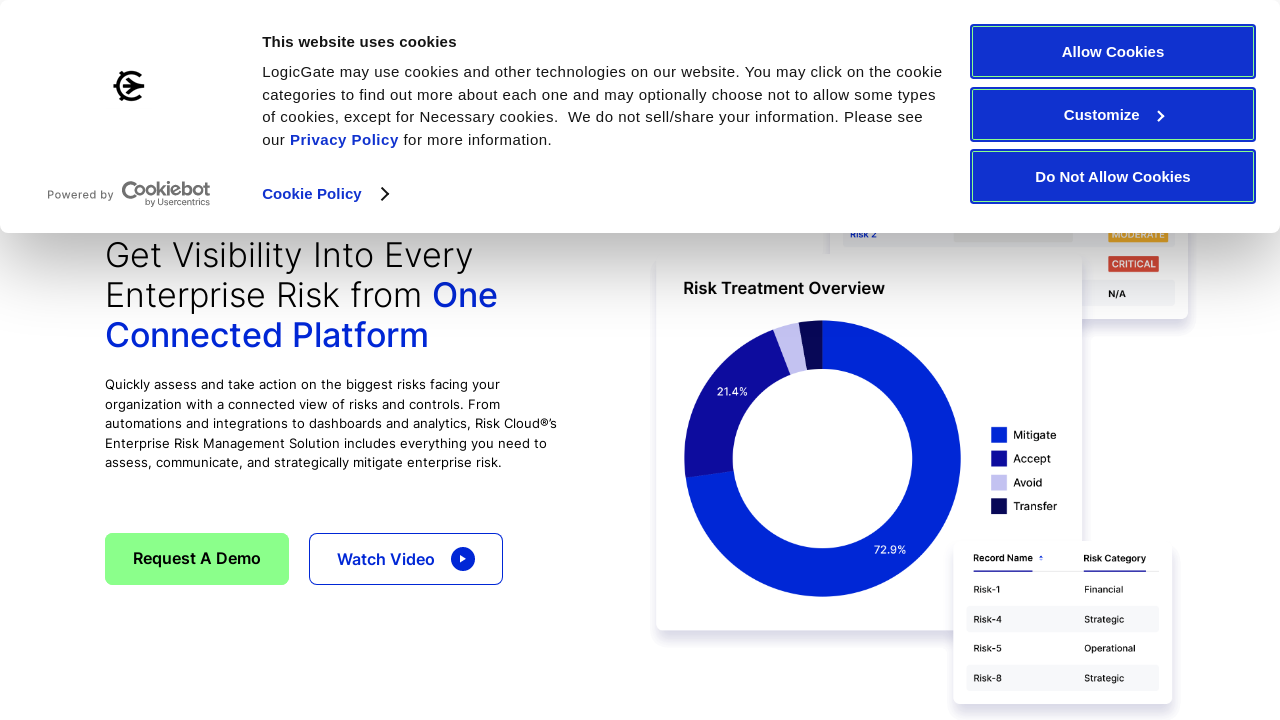 This website uses cookies
LogicGate may use cookies and other technologies on our website. You may click on the cookie
categories to find out more about each one and may optionally choose not to allow some types
of cookies, except for Necessary cookies.  We do not sell/share your information. Please see
our Privacy Policy for more information.
Cookie Policy
Powered by Cookiebot
by Usercentrics
Allow Cookies
Customize
Do Not Allow Cookies
Get Visibility Into Every
Enterprise Risk from One
Connected Platform
Quickly assess and take action on the biggest risks facing your
organization with a connected view of risks and controls. From
automations and integrations to dashboards and analytics, Risk Cloud®'s
Enterprise Risk Management Solution includes everything you need to
assess, communicate, and strategically mitigate enterprise risk.
Request A Demo
Watch Video
Risk 2
MODERATE
CRITICAL
N/A
Risk Treatment Overview
21.4%
72.9%
Mitigate
Accept
Avoid
Transfer
Record Name Risk Category
Risk-1 Financial
Risk-4 Strategic
Risk-5 Operational
Risk-8 Strategic